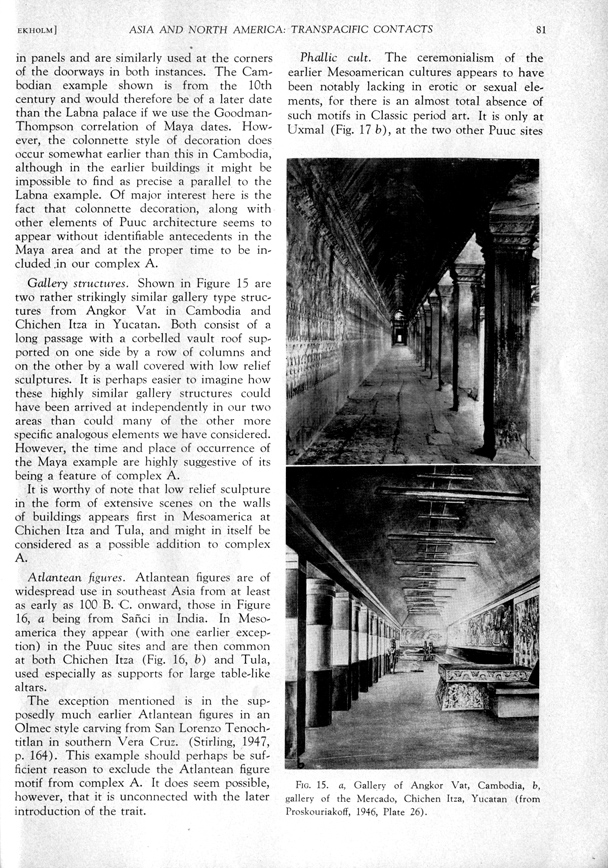 EKHOLM]
ASIA AND NORTH AMERICA: TRANSPACIFIC CONTACTS
81
in panels and are similarly used at the corners
of the doorways in both instances. The Cam-
bodian example shown is from the 10th
century and would therefore be of a later date
than the Labna palace if we use the Goodman-
Thompson correlation of Maya dates. How-
ever, the colonnette style of decoration does
occur somewhat earlier than this in Cambodia,
although in the earlier buildings it might be
impossible to find as precise a parallel to the
Labna example. Of major interest here is the
fact that colonnette decoration, along with
other elements of Puuc architecture seems to
appear without identifiable antecedents in the
Maya area and at the proper time to be in-
cluded in our complex A.
Gallery structures. Shown in Figure 15 are
two rather strikingly similar gallery type struc-
tures from Angkor Vat in Cambodia and
Chichen Itza in Yucatan. Both consist of a
long passage with a corbelled vault roof sup-
ported on one side by a row of columns and
on the other by a wall covered with low relief
sculptures. It is perhaps easier to imagine how
these highly similar gallery structures could
have been arrived at independently in our two
areas than could many of the other more
specific analogous elements we have considered.
However, the time and place of occurrence of
the Maya example are highly suggestive of its
being a feature of complex A.
It is worthy of note that low relief sculpture
in the form of extensive scenes on the walls
of buildings appears first in Mesoamerica at
Chichen Itza and Tula, and might in itself be
considered as a possible addition to complex
A.
Atlantean figures. Atlantean figures are of
widespread use in southeast Asia from at least
as early as 100 B. C. onward, those in Figure
16, a being from Sañci in India. In Meso-
america they appear (with one earlier excep-
tion) in the Puuc sites and are then common
at both Chichen Itza (Fig. 16, b) and Tula,
used especially as supports for large table-like
altars.
The exception mentioned is in the sup-
posedly much earlier Atlantean figures in an
Olmec style carving from San Lorenzo Tenoch-
titlan in southern Vera Cruz. (Stirling, 1947,
p. 164). This example should perhaps be suf-
ficient reason to exclude the Atlantean figure
motif from complex A. It does seem possible,
however, that it is unconnected with the later
introduction of the trait.
Phallic cult. The ceremonialism of the
earlier Mesoamerican cultures appears to have
been notably lacking in erotic or sexual ele-
ments, for there is an almost total absence of
such motifs in Classic period art. It is only at
Uxmal (Fig. 17 b), at the two other Puuc sites
a
b
FIG. 15. a, Gallery of Angkor Vat, Cambodia, b,
gallery of the Mercado, Chichen Itza, Yucatan (from
Proskouriakoff, 1946, Plate 26).